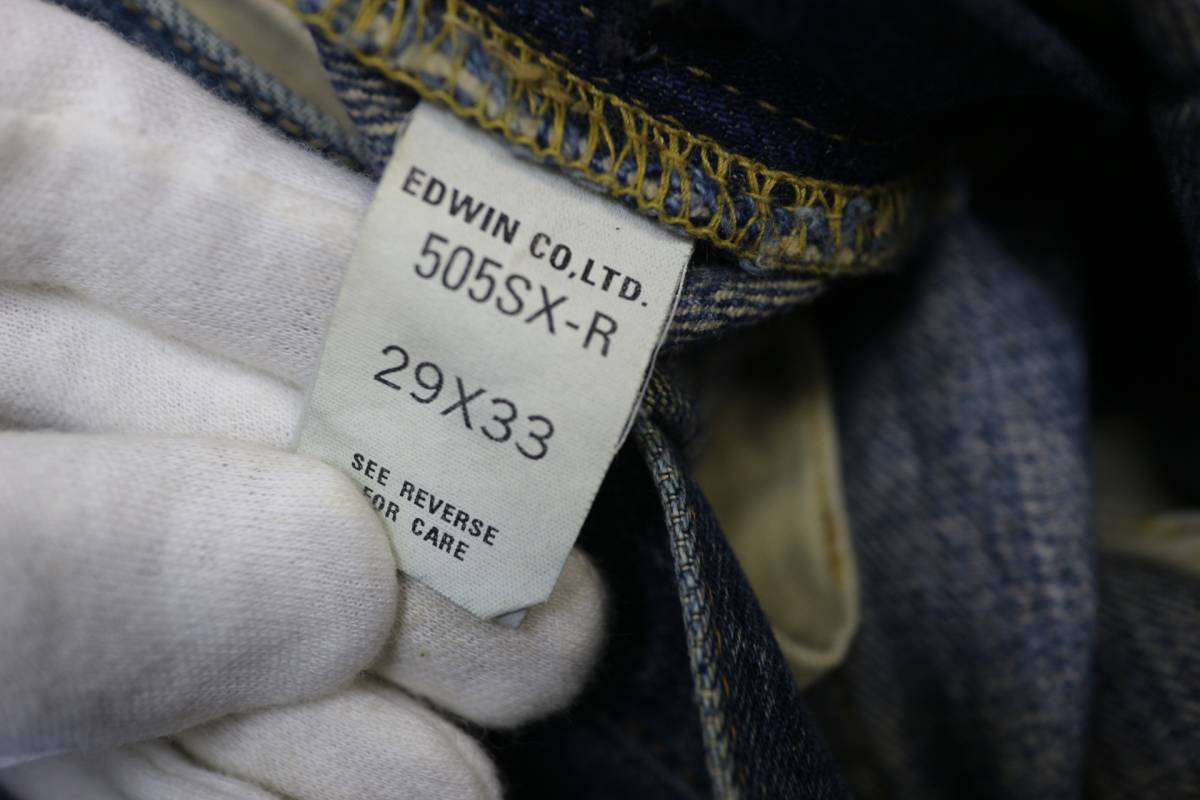 EDWIN CO.,LTD.
505SX-R
29X33
SEE REVERSE
FOR CARE